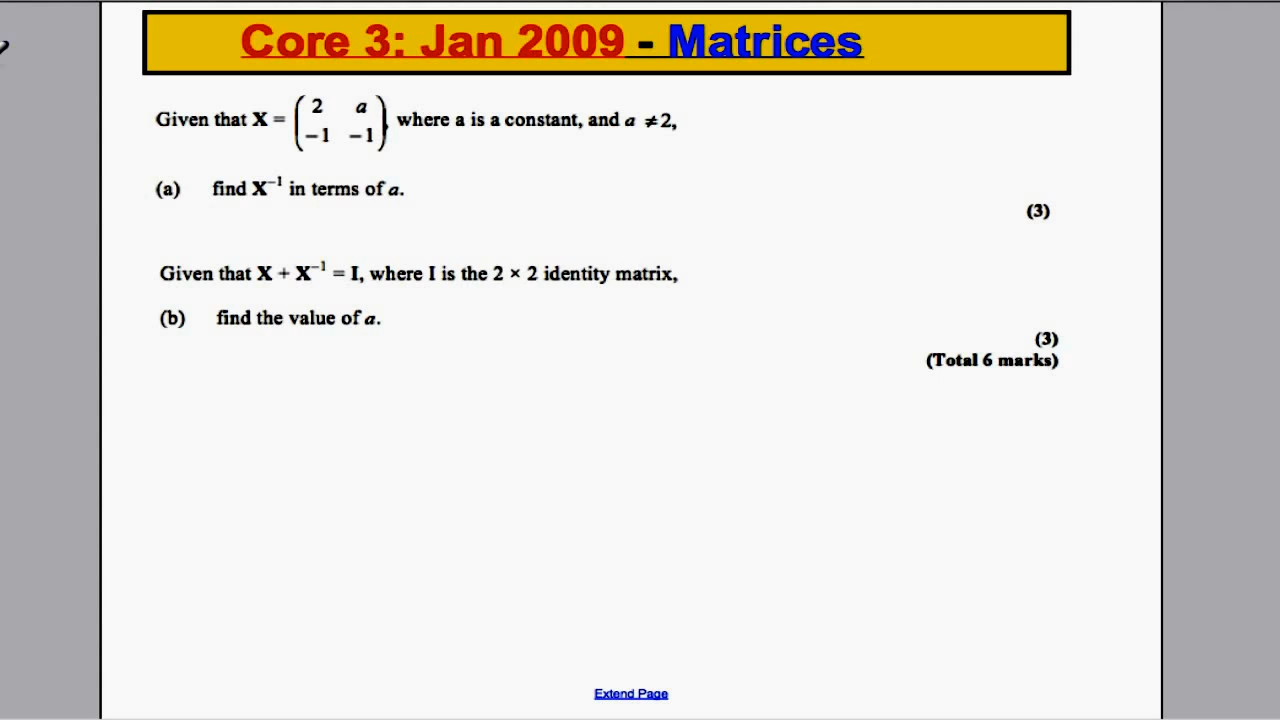 Core 3: Jan 2009 - Matrices
Given that X = ( 2 a ; −1 −1 ), where a is a constant, and a ≠2,
(a) find X⁻¹ in terms of a.
(3)
Given that X + X⁻¹ = I, where I is the 2 × 2 identity matrix,
(b) find the value of a.
(3)
(Total 6 marks)
Extend Page